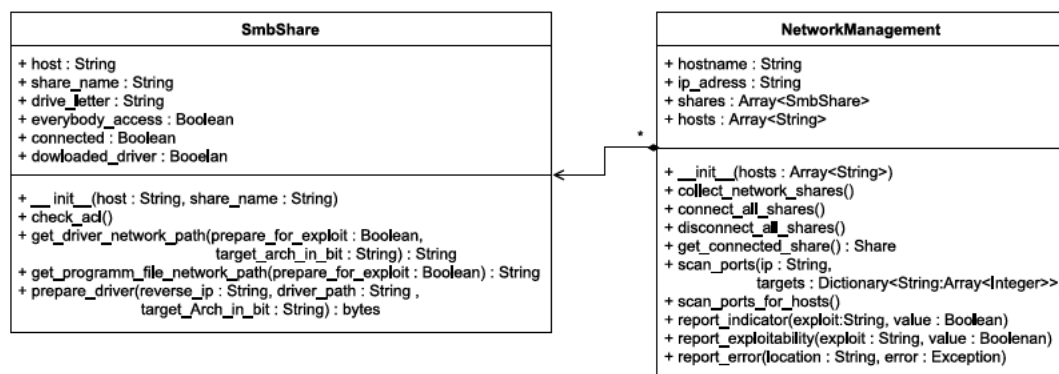 SmbShare
+ host : String
+ share_name : String
+ drive_letter : String
+ everybody_access : Boolean
+ connected : Boolean
+ dowloaded_driver : Booelan
+ __ init__(host : String, share_name : String)
+ check_acl()
+ get_driver_network_path(prepare_for_exploit : Boolean,
target_arch_in_bit : String) : String
+ get_programm_file_network_path(prepare_for_exploit : Boolean) : String
+ prepare_driver(reverse_ip : String, driver_path : String ,
target_Arch_in_bit : String) : bytes
*
NetworkManagement
+ hostname : String
+ ip_adress : String
+ shares : Array<SmbShare>
+ hosts : Array<String>
+ __init__(hosts : Array<String>)
+ collect_network_shares()
+ connect_all_shares()
+ disconnect_all_shares()
+ get_connected_share() : Share
+ scan_ports(ip : String,
targets : Dictionary<String:Array<Integer>>
+ scan_ports_for_hosts()
+ report_indicator(exploit:String, value : Boolean)
+ report_exploitability(exploit : String, value : Boolenan)
+ report_error(location : String, error : Exception)